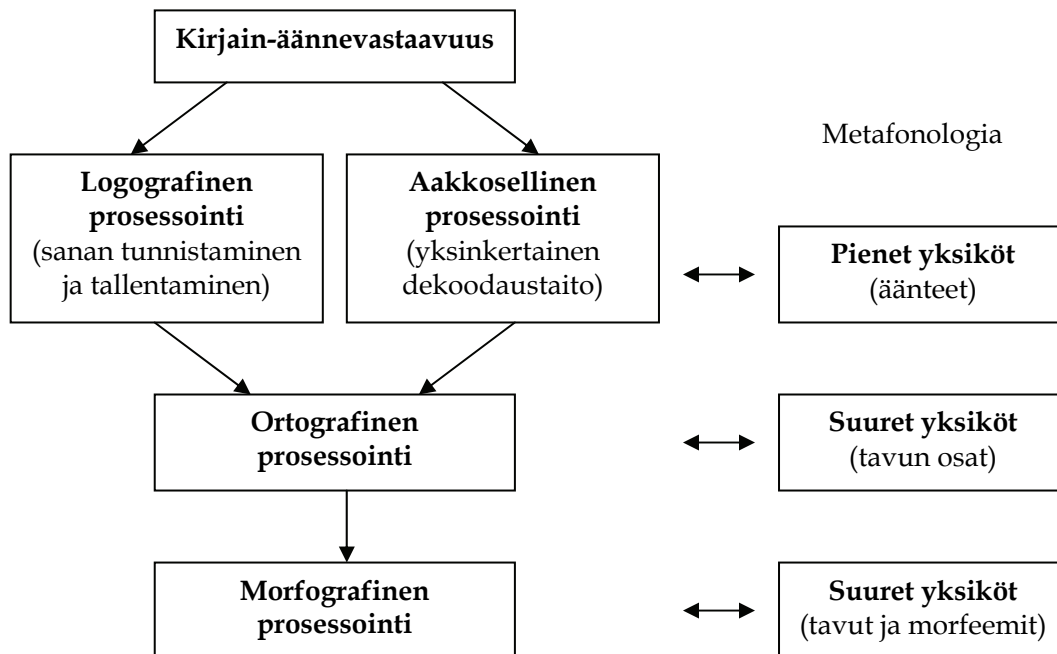 Kirjain-äännevastaavuus
Metafonologia
Logografinen
prosessointi
(sanan tunnistaminen
ja tallentaminen)
Aakkosellinen
prosessointi
(yksinkertainen
dekoodaustaito)
Pienet yksiköt
(äänteet)
Ortografinen
prosessointi
Suuret yksiköt
(tavun osat)
Morfografinen
prosessointi
Suuret yksiköt
(tavut ja morfeemit)